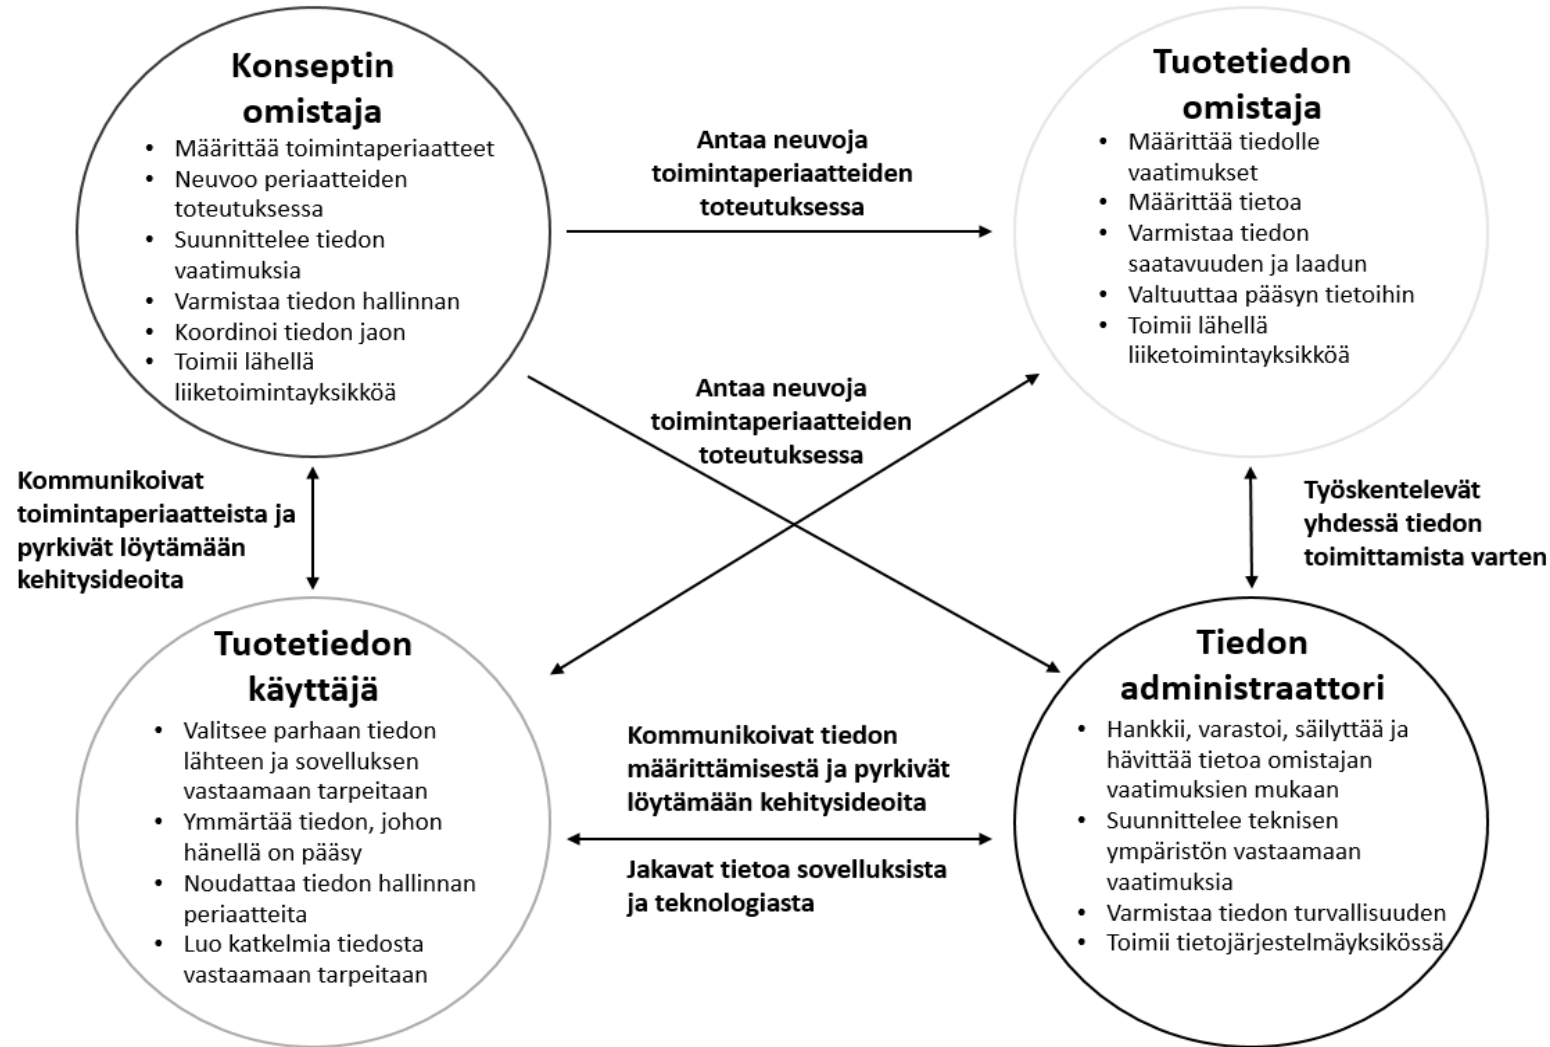 Konseptin
omistaja
• Määrittää toimintaperiaatteet
• Neuvoo periaatteiden
toteutuksessa
• Suunnittelee tiedon
vaatimuksia
• Varmistaa tiedon hallinnan
• Koordinoi tiedon jaon
• Toimii lähellä
liiketoimintayksikköä
Antaa neuvoja
toimintaperiaatteiden
toteutuksessa
Tuotetiedon
omistaja
• Määrittää tiedolle
vaatimukset
• Määrittää tietoa
• Varmistaa tiedon
saatavuuden ja laadun
• Valtuuttaa pääsyn tietoihin
• Toimii lähellä
liiketoimintayksikköä
Antaa neuvoja
toimintaperiaatteiden
toteutuksessa
Kommunikoivat
toimintaperiaatteista ja
pyrkivät löytämään
kehitysideoita
Työskentelevät
yhdessä tiedon
toimittamista varten
Tuotetiedon
käyttäjä
• Valitsee parhaan tiedon
lähteen ja sovelluksen
vastaamaan tarpeitaan
• Ymmärtää tiedon, johon
hänellä on pääsy
• Noudattaa tiedon hallinnan
periaatteita
• Luo katkelmia tiedosta
vastaamaan tarpeitaan
Kommunikoivat tiedon
määrittämisestä ja pyrkivät
löytämään kehitysideoita
Jakavat tietoa sovelluksista
ja teknologiasta
Tiedon
administraattori
• Hankkii, varastoi, säilyttää ja
hävittää tietoa omistajan
vaatimuksien mukaan
• Suunnittelee teknisen
ympäristön vastaamaan
vaatimuksia
• Varmistaa tiedon turvallisuuden
• Toimii tietojärjestelmäyksikössä